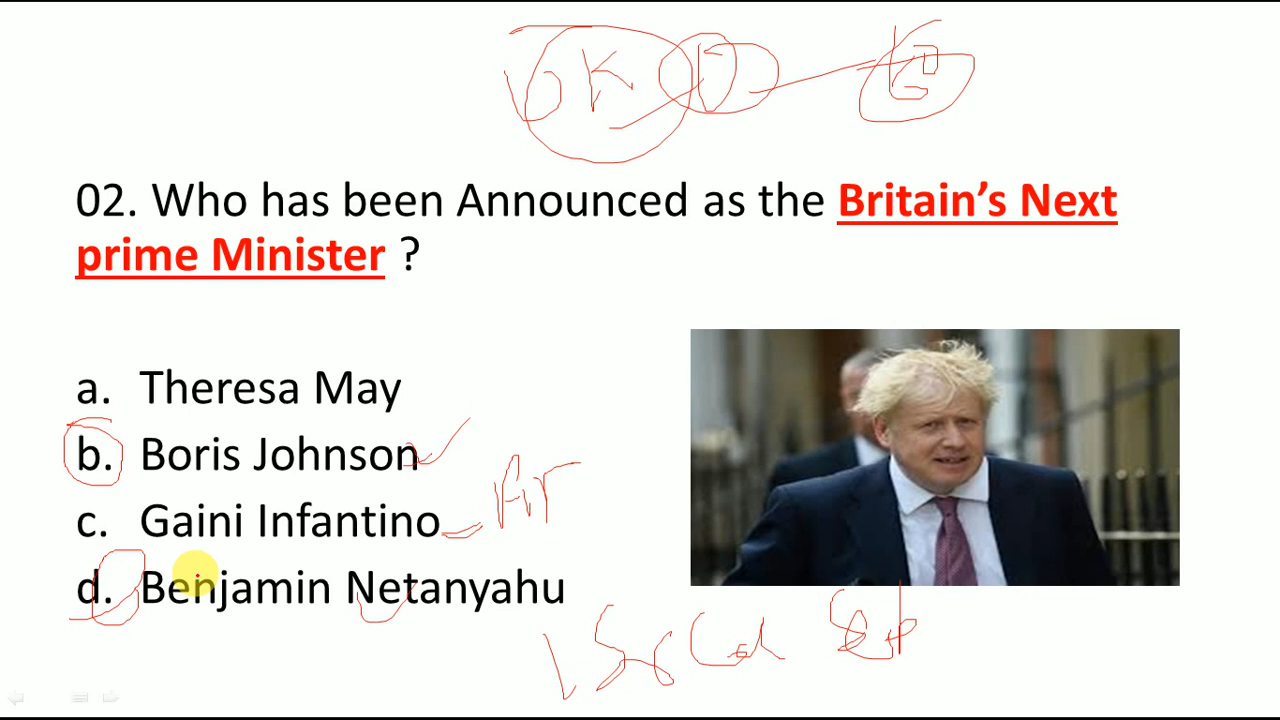 02. Who has been Announced as the Britain’s Next
prime Minister ?
a. Theresa May
b. Boris Johnson
c. Gaini Infantino
d. Benjamin Netanyahu